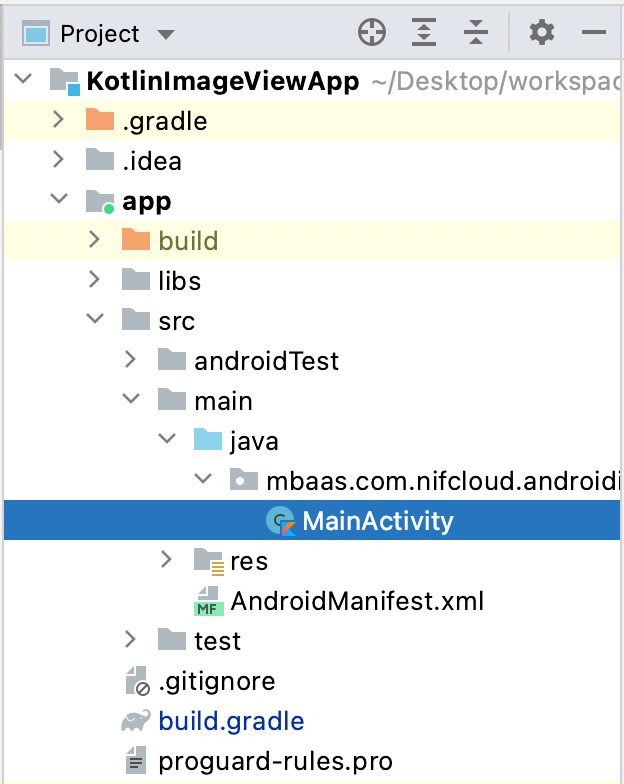 Project
KotlinImageViewApp ~/Desktop/workspac
.gradle
.idea
app
build
libs
src
androidTest
main
java
mbaas.com.nifcloud.androidi
C MainActivity
res
MF AndroidManifest.xml
test
.gitignore
build.gradle
proguard-rules.pro